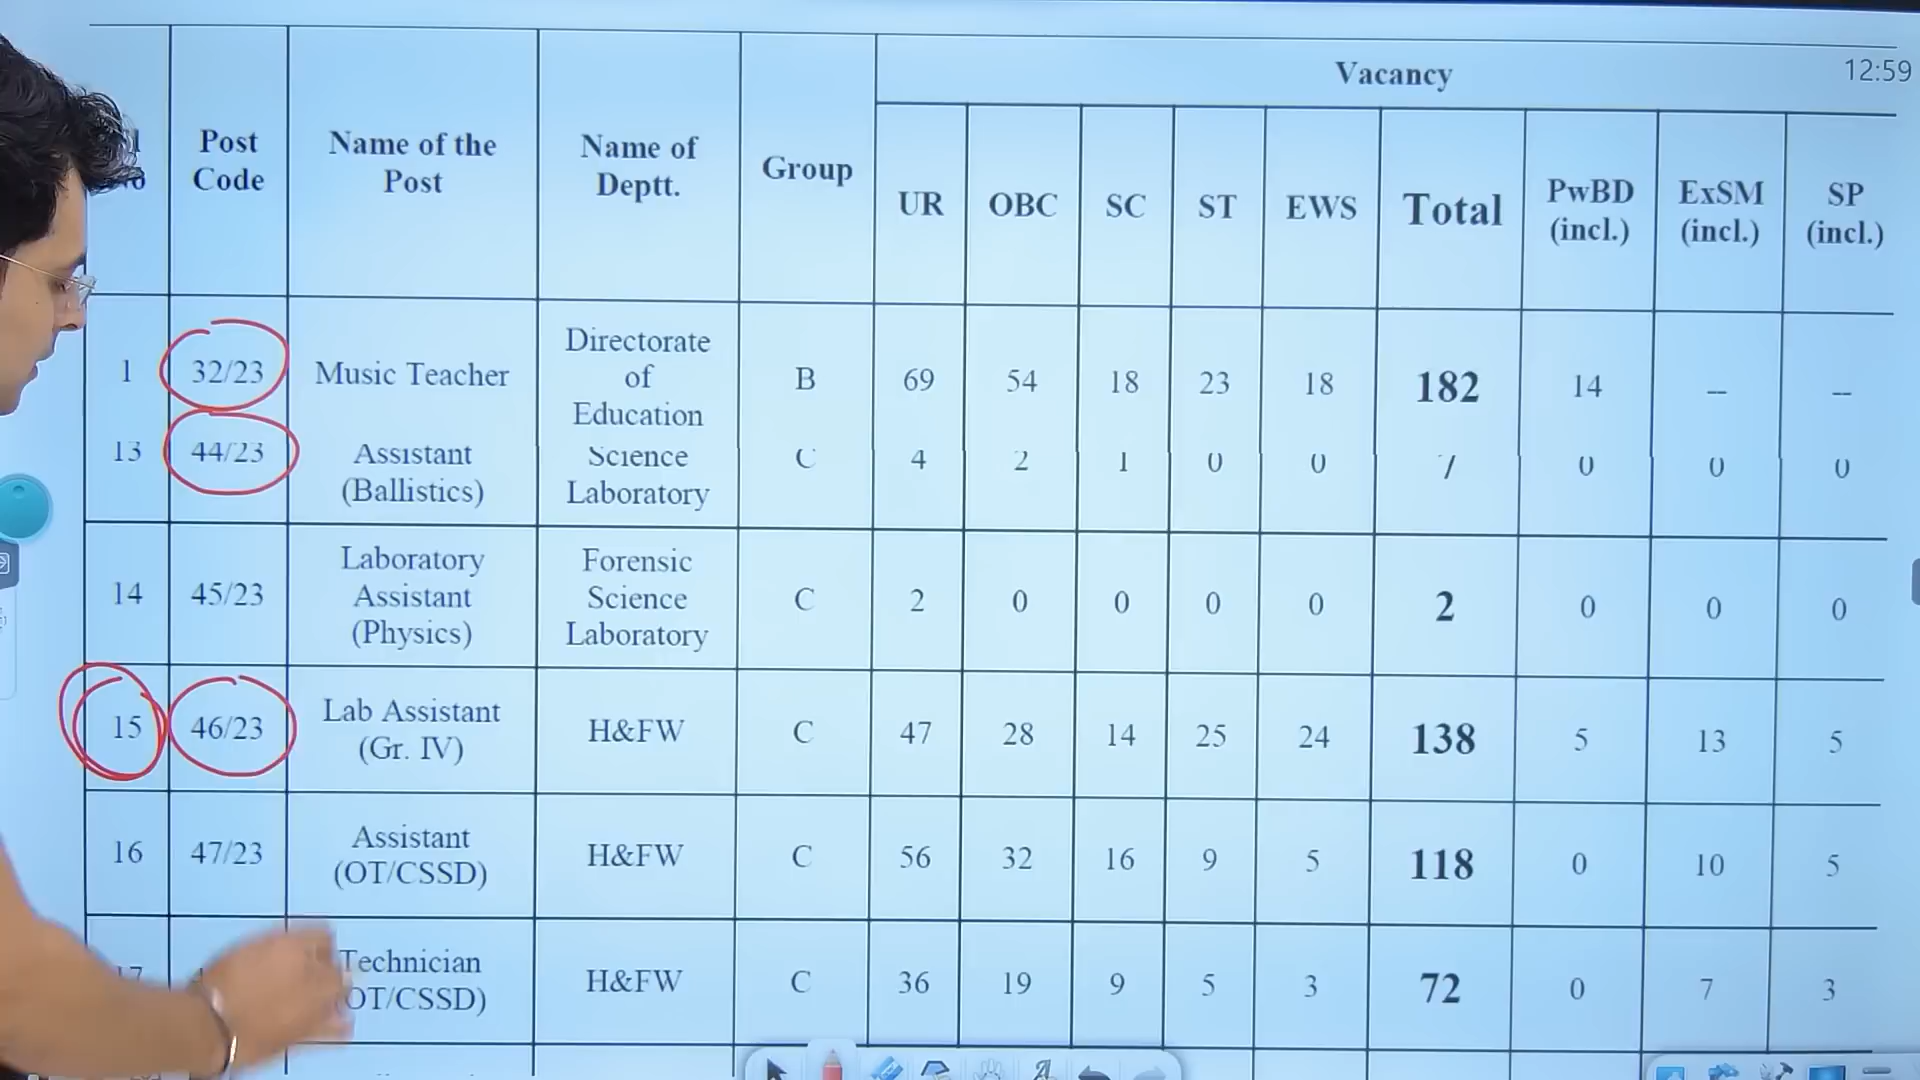 Vacancy
12:59
Post Code
Name of the Post
Name of Deptt.
Group
UR
OBC
SC
ST
EWS
Total
PwBD (incl.)
ExSM (incl.)
SP (incl.)
1 32/23 Music Teacher Directorate of Education B 69 54 18 23 18 182 14 -- --
13 44/23 Assistant (Ballistics) Science Laboratory C 4 2 1 0 0 7 0 0 0
14 45/23 Laboratory Assistant (Physics) Forensic Science Laboratory C 2 0 0 0 0 2 0 0 0
15 46/23 Lab Assistant (Gr. IV) H&FW C 47 28 14 25 24 138 5 13 5
16 47/23 Assistant (OT/CSSD) H&FW C 56 32 16 9 5 118 0 10 5
Technician (OT/CSSD) H&FW C 36 19 9 5 3 72 0 7 3